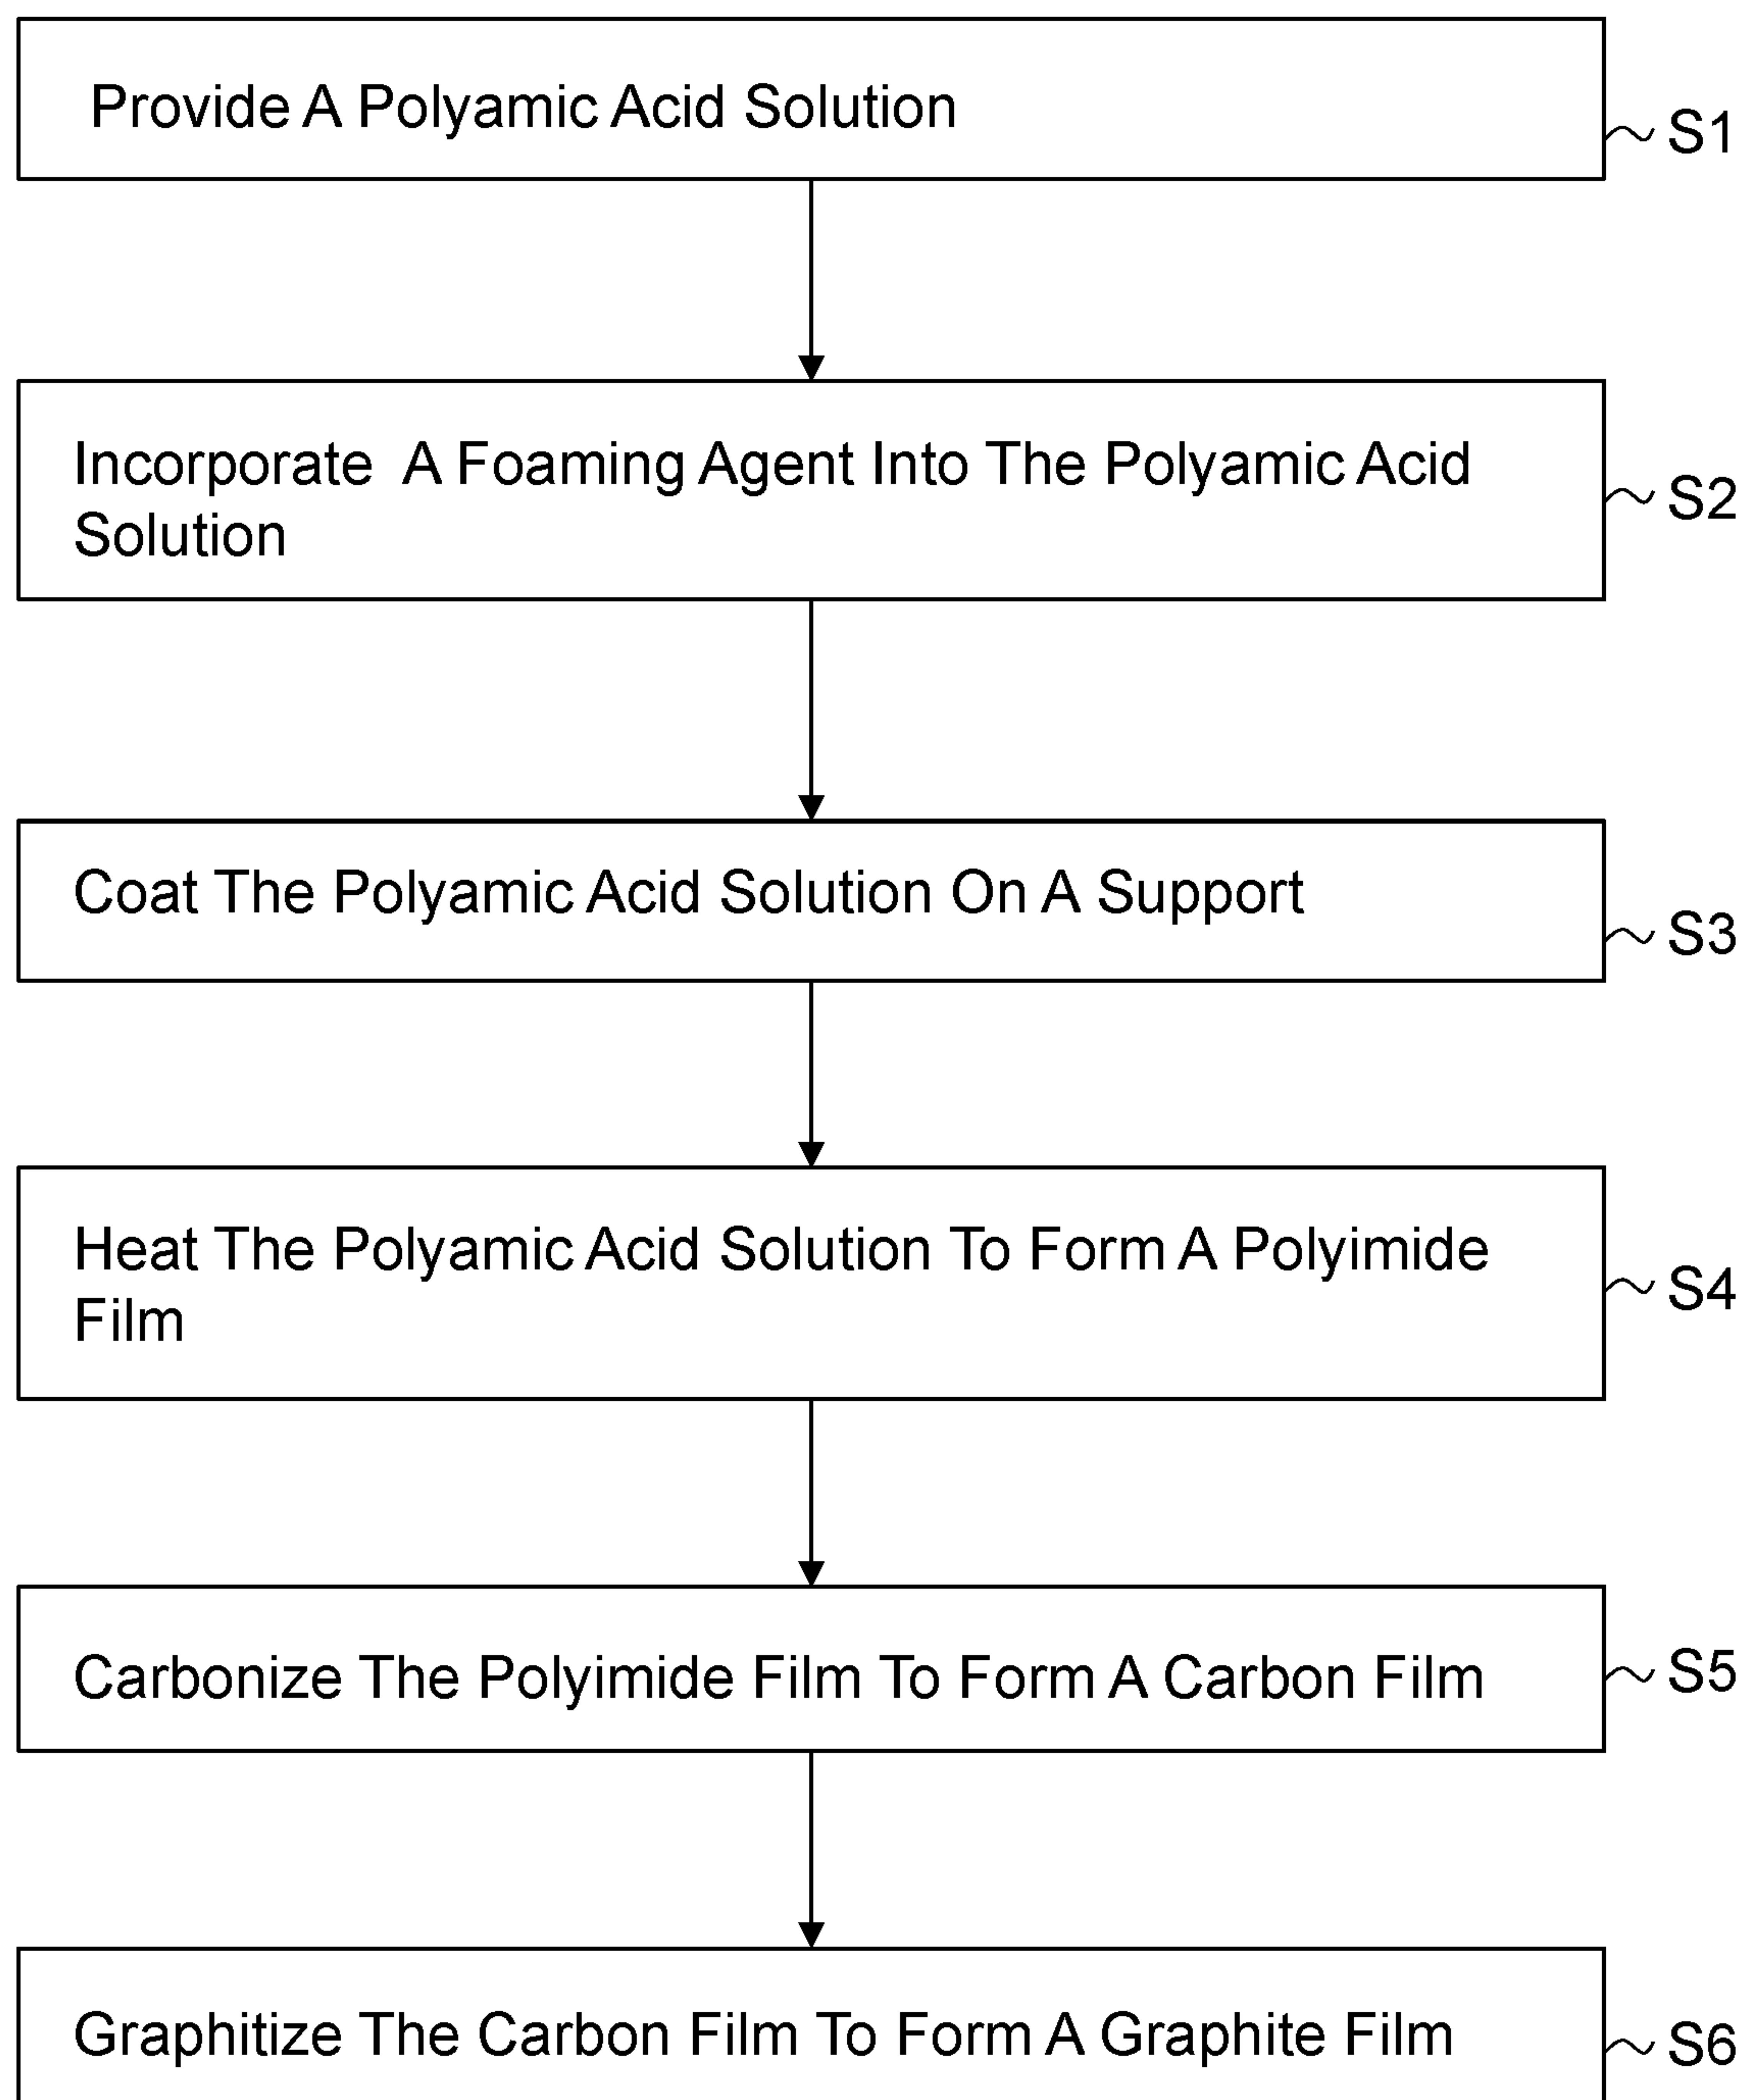 Provide A Polyamic Acid Solution
S1
Incorporate A Foaming Agent Into The Polyamic Acid
Solution
S2
Coat The Polyamic Acid Solution On A Support
S3
Heat The Polyamic Acid Solution To Form A Polyimide
Film
S4
Carbonize The Polyimide Film To Form A Carbon Film
S5
Graphitize The Carbon Film To Form A Graphite Film
S6